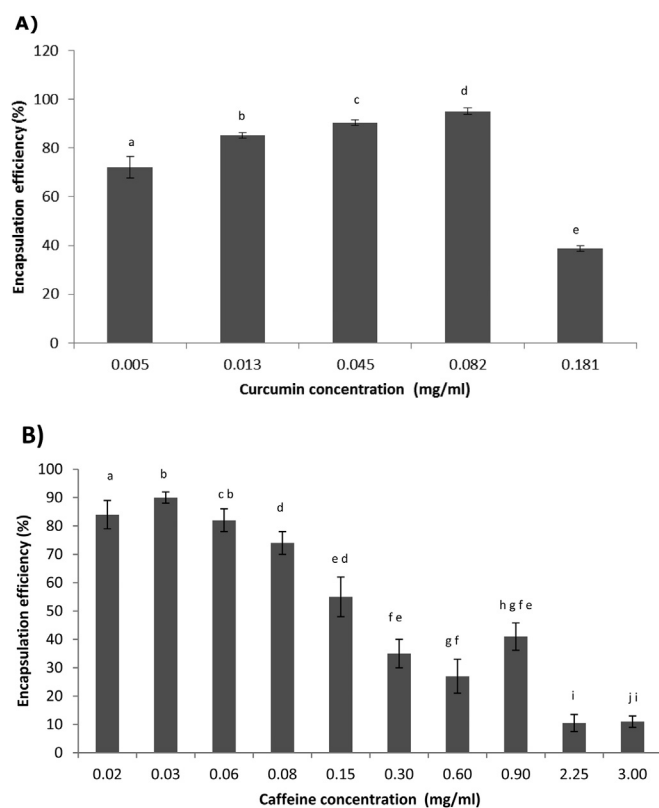 A)
Encapsulation efficiency (%)
120
100
80
60
40
20
0
a
b
c
d
e
0.005 0.013 0.045 0.082 0.181
Curcumin concentration (mg/ml)
B)
Encapsulation efficiency (%)
100
90
80
70
60
50
40
30
20
10
0
a
b
c b
d
e d
f e
g f
h g f e
i
j i
0.02 0.03 0.06 0.08 0.15 0.30 0.60 0.90 2.25 3.00
Caffeine concentration (mg/ml)